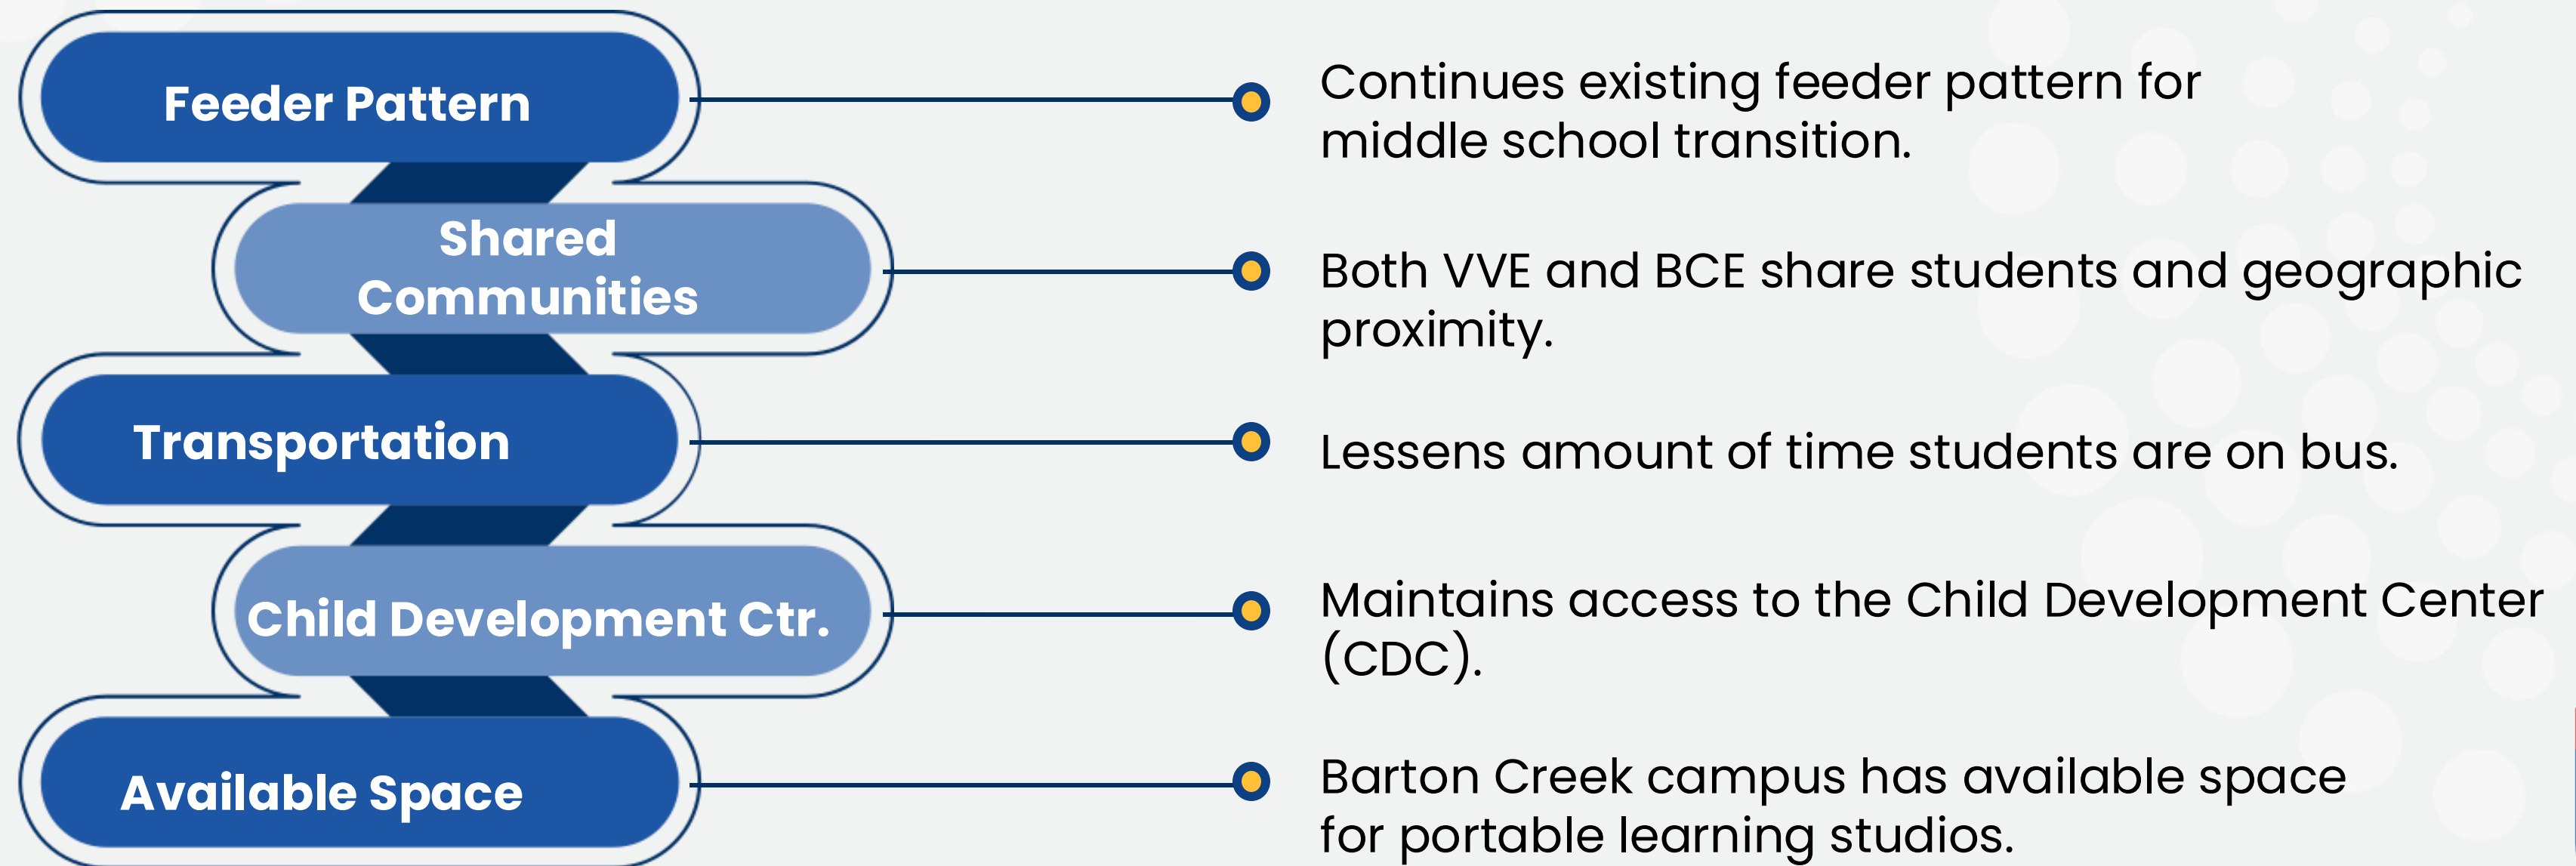 Feeder Pattern
Continues existing feeder pattern for
middle school transition.
Shared
Communities
Both VVE and BCE share students and geographic
proximity.
Transportation
Lessens amount of time students are on bus.
Child Development Ctr.
Maintains access to the Child Development Center
(CDC).
Available Space
Barton Creek campus has available space
for portable learning studios.